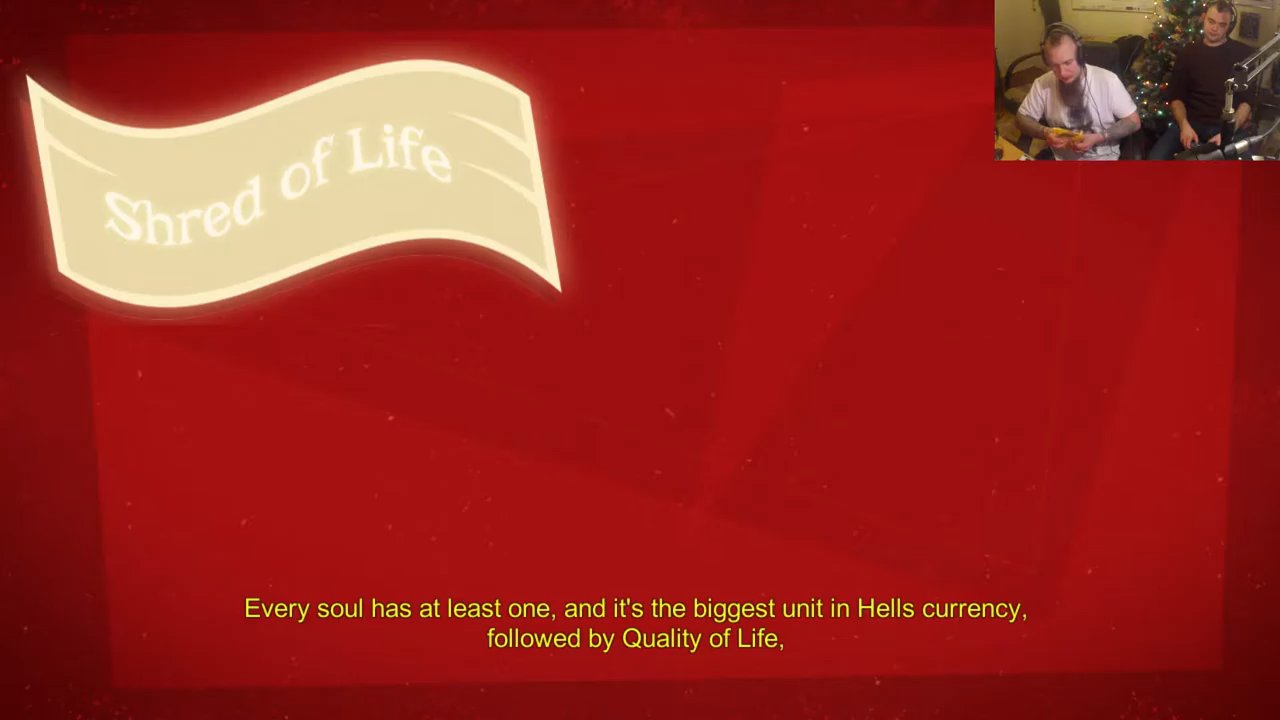 Shred of Life
Every soul has at least one, and it's the biggest unit in Hells currency,
followed by Quality of Life,